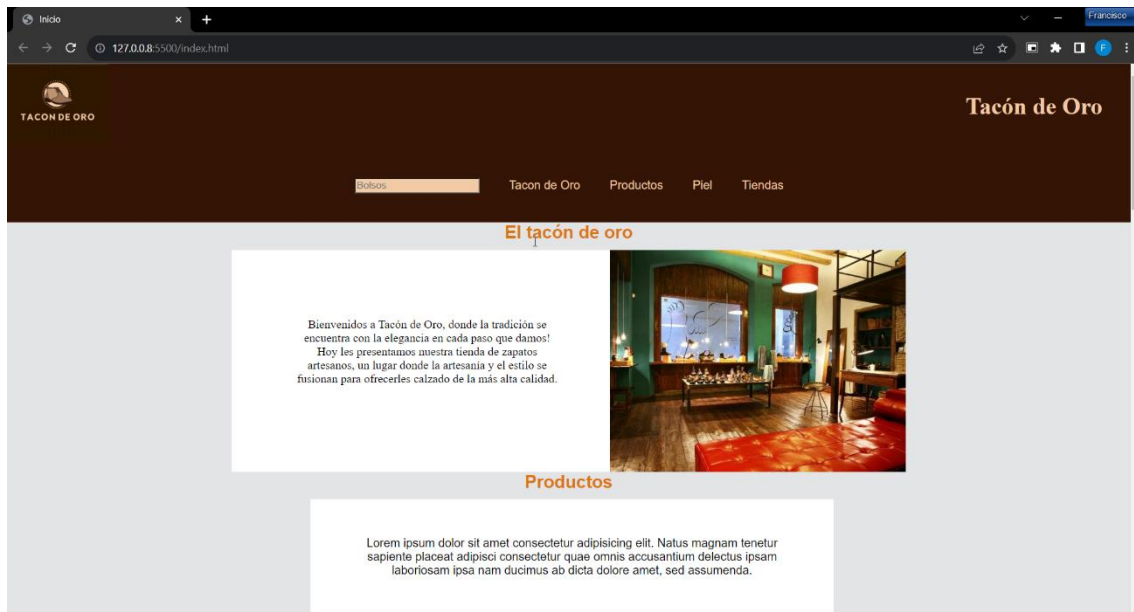 Inicio
Francisco
127.0.0.8:5500/index.html
F
TACON DE ORO
Tacón de Oro
Bolsos
Tacon de Oro
Productos
Piel
Tiendas
El tacón de oro
Bienvenidos a Tacón de Oro, donde la tradición se
encuentra con la elegancia en cada paso que damos!
Hoy les presentamos nuestra tienda de zapatos
artesanos, un lugar donde la artesanía y el estilo se
fusionan para ofrecerles calzado de la más alta calidad.
Productos
Lorem ipsum dolor sit amet consectetur adipisicing elit. Natus magnam tenetur
sapiente placeat adipisci consectetur quae omnis accusantium delectus ipsam
laboriosam ipsa nam ducimus ab dicta dolore amet, sed assumenda.